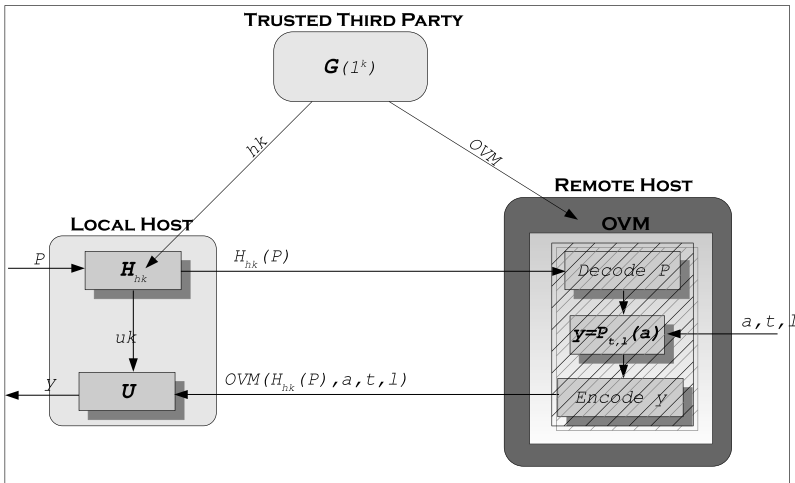 TRUSTED THIRD PARTY
G(1^k)
hk
OVM
REMOTE HOST
LOCAL HOST
OVM
P
H_hk
H_hk(P)
Decode P
uk
y=P_t,l(a)
a,t,l
y
U
OVM(H_hk(P),a,t,l)
Encode y